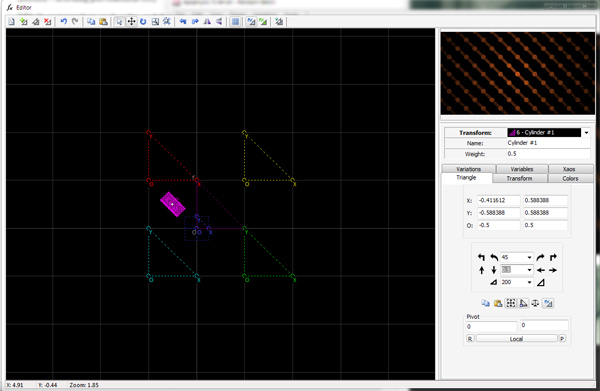 Editor
Transform: 6 - Cylinder #1
Name: Cylinder #1
Weight: 0.5
Variations Variables Xaos
Triangle Transform Colors
X: -0.411612 0.588388
Y: -0.588388 0.588388
O: -0.5 0.5
45
200
Pivot
0 0
R Local P
Y Y
O X O X
Y Y Y
O O X
O X O X
X: 4.91 Y: -0.44 Zoom: 1.85